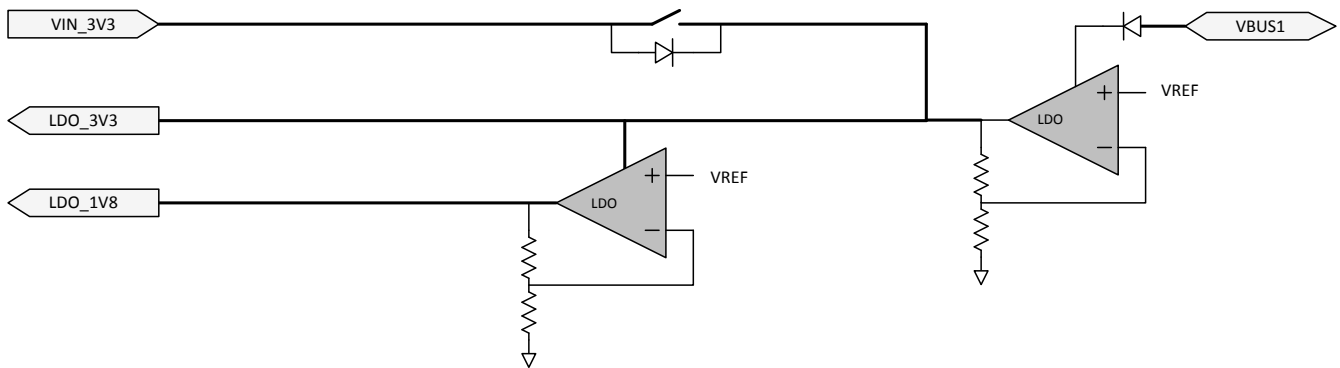 VIN_3V3
VBUS1
VREF
LDO
LDO_3V3
VREF
LDO
LDO_1V8